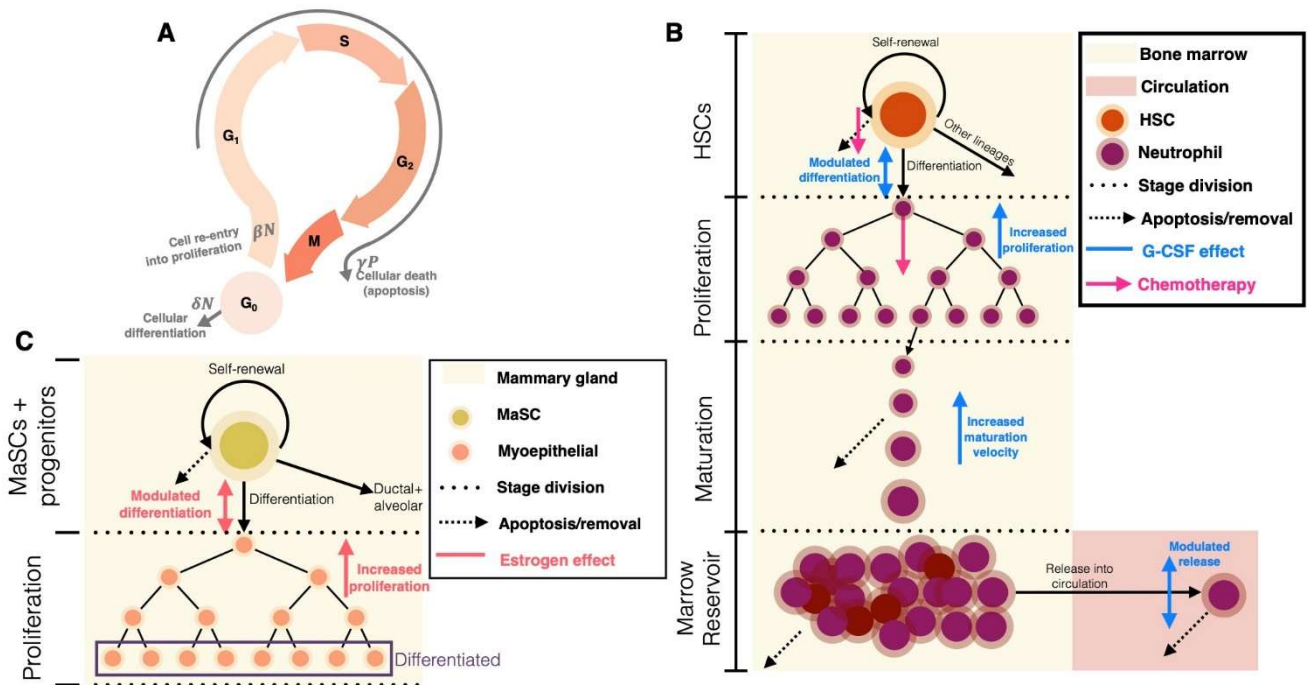 A
S
G₁
G₂
M
βN
Cell re-entry
into proliferation
γP
Cellular death
(apoptosis)
G₀
δN
Cellular
differentiation
B
HSCs
Self-renewal
Other lineages
Modulated
differentiation
Differentiation
Proliferation
Increased
proliferation
Maturation
Increased
maturation
velocity
Marrow
Reservoir
Release into
circulation
Modulated
release
Bone marrow
Circulation
HSC
Neutrophil
Stage division
Apoptosis/removal
G-CSF effect
Chemotherapy
C
MaSCs +
progenitors
Self-renewal
Modulated
differentiation
Differentiation
Ductal+
alveolar
Proliferation
Increased
proliferation
Differentiated
Mammary gland
MaSC
Myoepithelial
Stage division
Apoptosis/removal
Estrogen effect